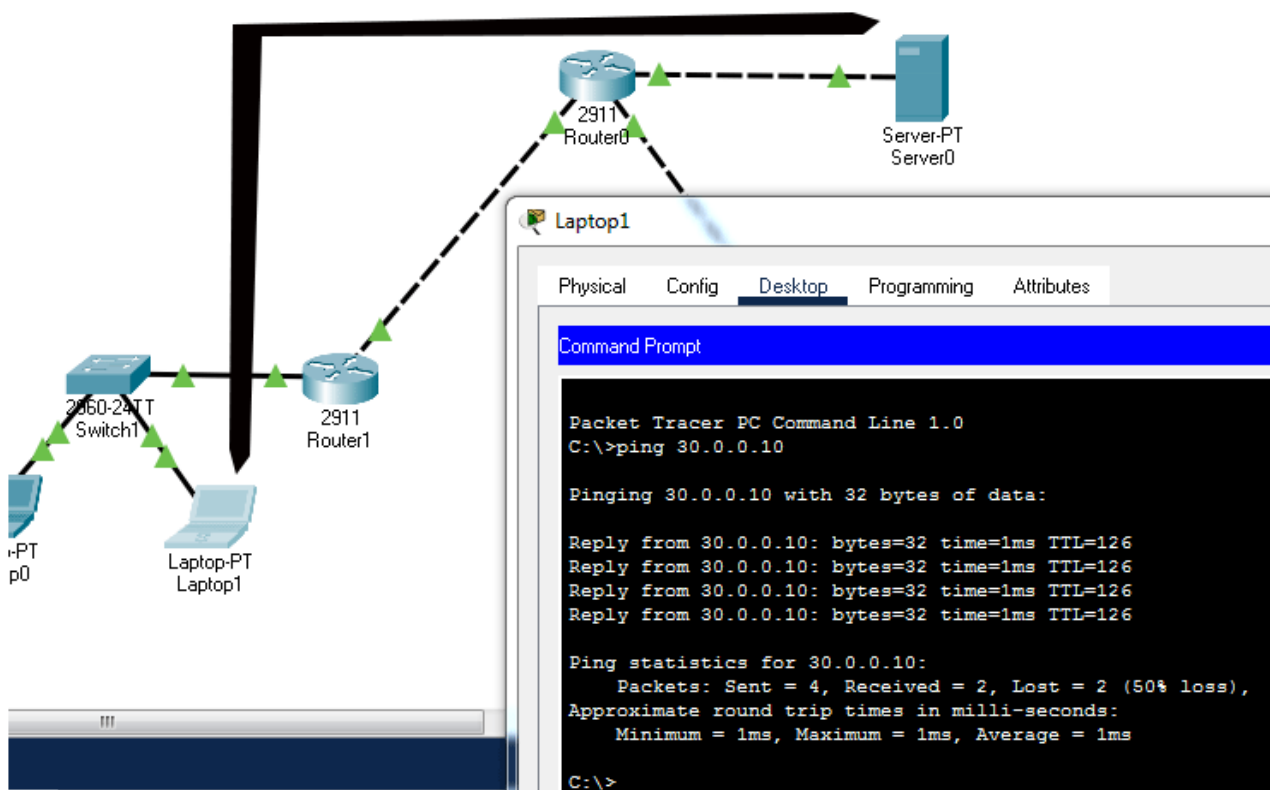 2911
Router0
Server-PT
Server0
2960-24TT
Switch1
2911
Router1
-PT
p0
Laptop-PT
Laptop1
Laptop1
Physical Config Desktop Programming Attributes
Command Prompt
Packet Tracer PC Command Line 1.0
C:\>ping 30.0.0.10
Pinging 30.0.0.10 with 32 bytes of data:
Reply from 30.0.0.10: bytes=32 time=1ms TTL=126
Reply from 30.0.0.10: bytes=32 time=1ms TTL=126
Reply from 30.0.0.10: bytes=32 time=1ms TTL=126
Reply from 30.0.0.10: bytes=32 time=1ms TTL=126
Ping statistics for 30.0.0.10:
Packets: Sent = 4, Received = 2, Lost = 2 (50% loss),
Approximate round trip times in milli-seconds:
Minimum = 1ms, Maximum = 1ms, Average = 1ms
C:\>